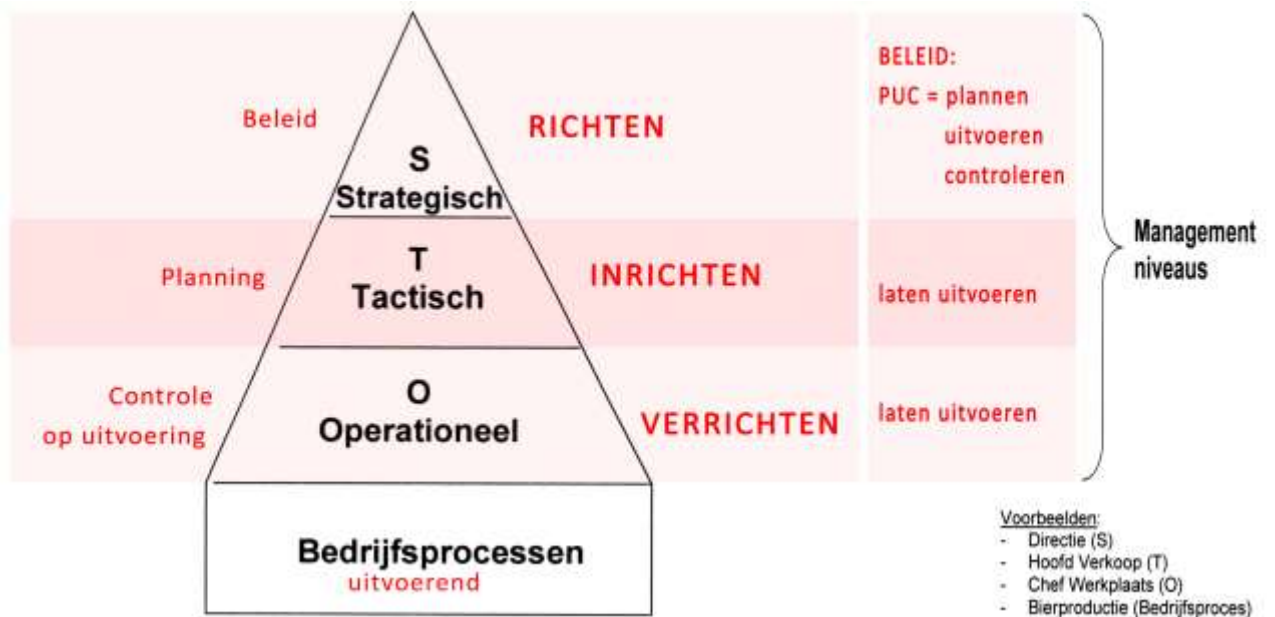 Beleid
S
Strategisch
RICHTEN
BELEID:
PUC = plannen
uitvoeren
controleren
Planning
T
Tactisch
INRICHTEN
laten uitvoeren
Management
niveaus
Controle
op uitvoering
O
Operationeel
VERRICHTEN
laten uitvoeren
Bedrijfsprocessen
uitvoerend
Voorbeelden:
- Directie (S)
- Hoofd Verkoop (T)
- Chef Werkplaats (O)
- Bierproductie (Bedrijfsproces)